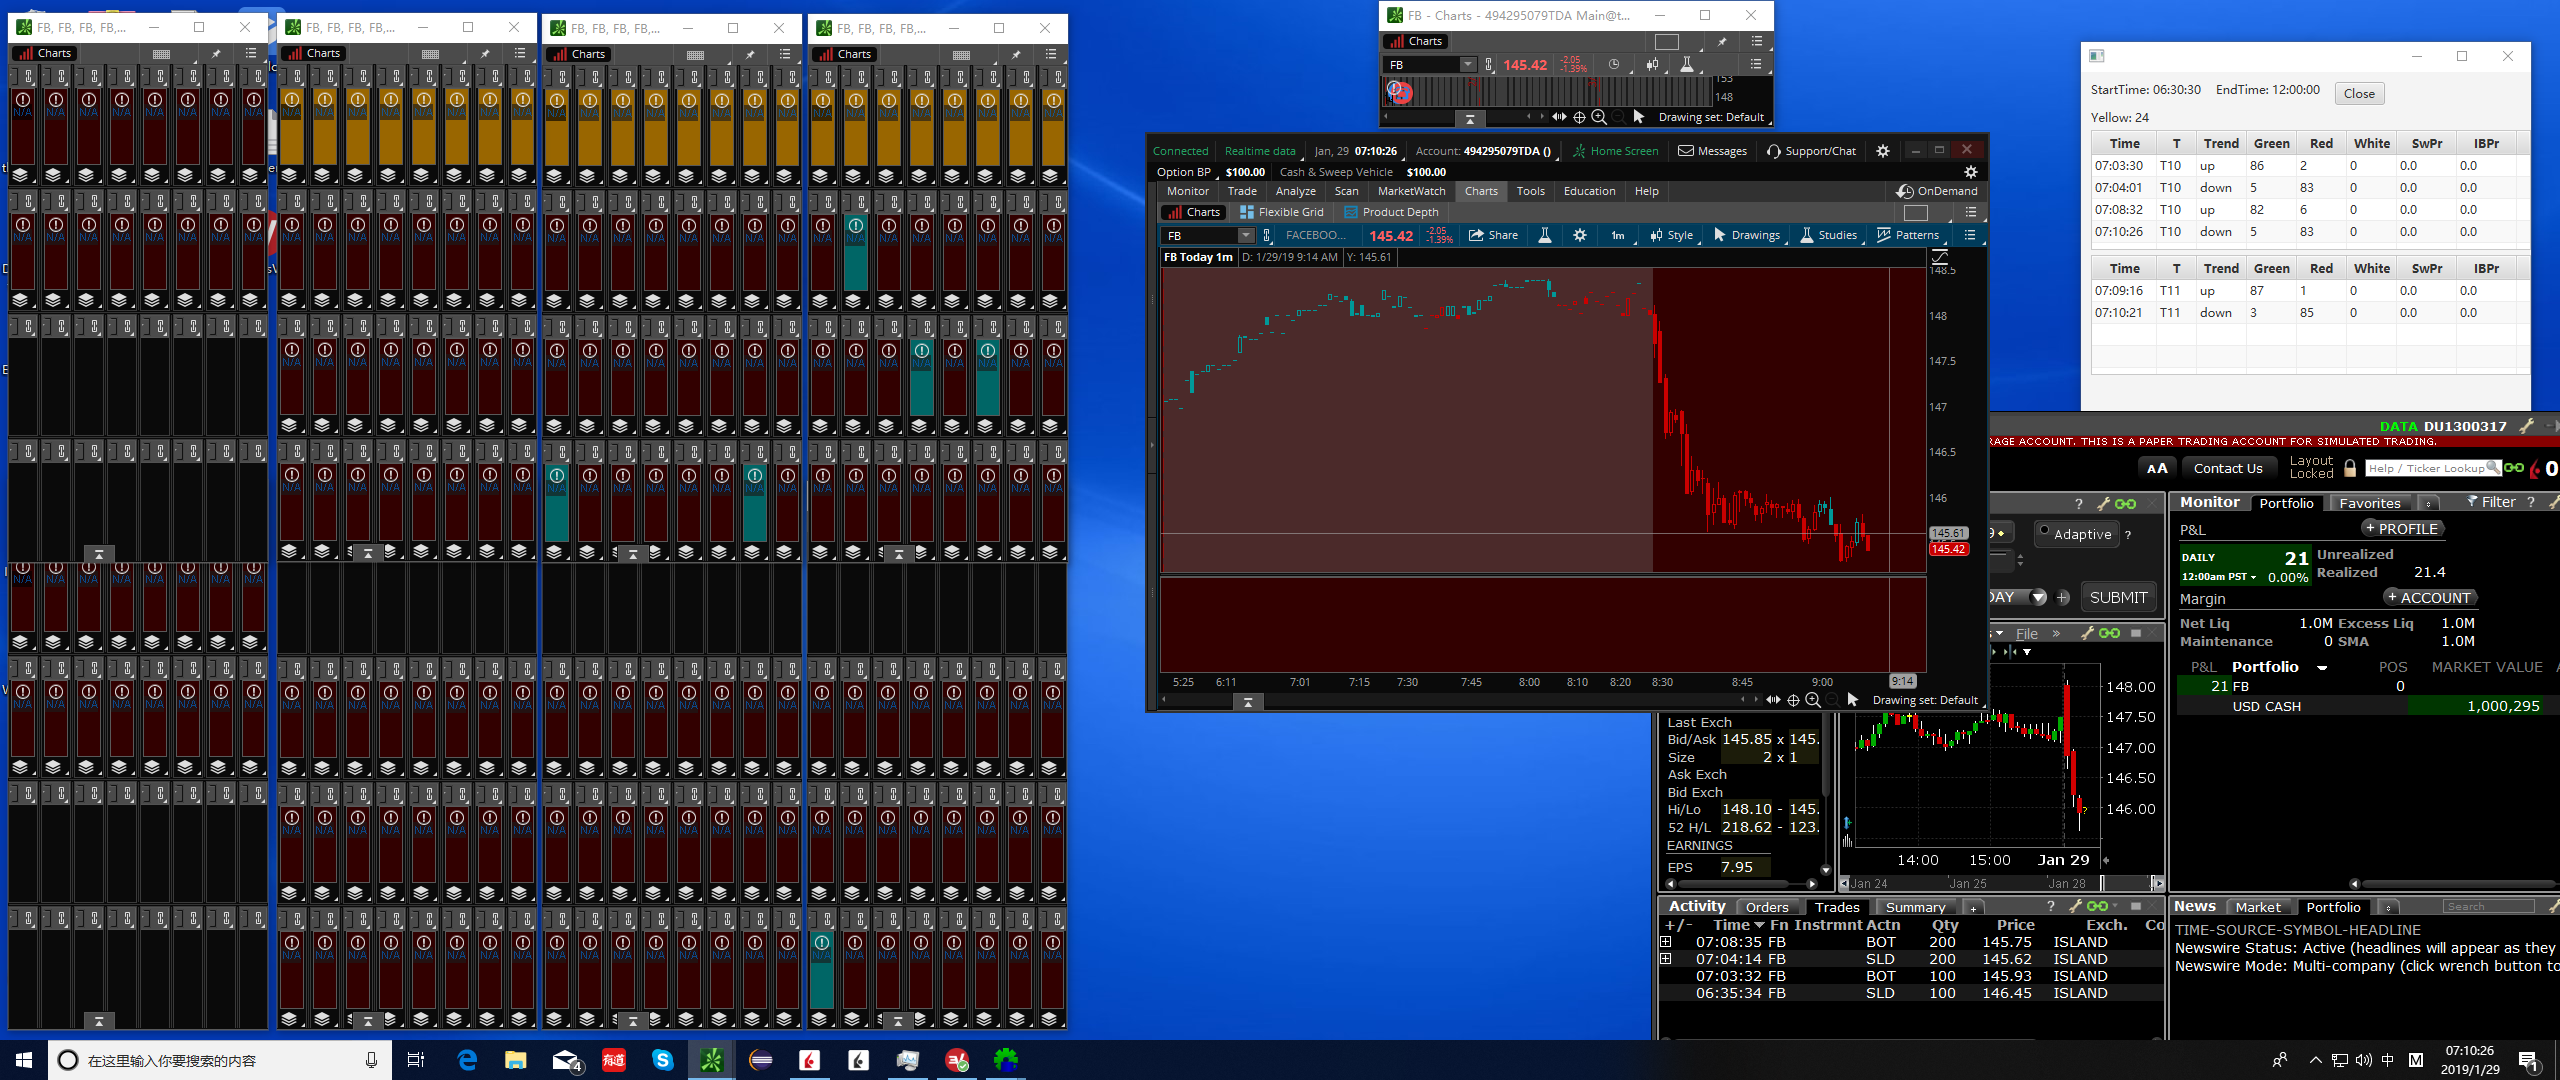 FB, FB, FB, FB,...
Charts
FB, FB, FB, FB,...
Charts
FB, FB, FB, FB,...
Charts
FB, FB, FB, FB,...
Charts
N/A
FB - Charts - 494295079TDA Main@t...
Charts
FB
145.42
-2.05
-1.39%
153
148
Drawing set: Default
Connected
Realtime data
Jan, 29 07:10:26
Account: 494295079TDA ()
Home Screen
Messages
Support/Chat
Option BP $100.00
Cash & Sweep Vehicle $100.00
Monitor
Trade
Analyze
Scan
MarketWatch
Charts
Tools
Education
Help
OnDemand
Charts
Flexible Grid
Product Depth
FB
FACEBOO...
145.42
-2.05
-1.39%
Share
1m
Style
Drawings
Studies
Patterns
FB Today 1m
D: 1/29/19 9:14 AM
Y: 145.61
148.5
148
147.5
147
146.5
146
145.61
145.42
5:25 6:11 7:01 7:15 7:30 7:45 8:00 8:10 8:20 8:30 8:45 9:00 9:14
Drawing set: Default
StartTime: 06:30:30 EndTime: 12:00:00 Close
Yellow: 24
Time T Trend Green Red White SwPr IBPr
07:03:30 T10 up 86 2 0 0.0 0.0
07:04:01 T10 down 5 83 0 0.0 0.0
07:08:32 T10 up 82 6 0 0.0 0.0
07:10:26 T10 down 5 83 0 0.0 0.0
Time T Trend Green Red White SwPr IBPr
07:09:16 T11 up 87 1 0 0.0 0.0
07:10:21 T11 down 3 85 0 0.0 0.0
DATA DU1300317
RAGE ACCOUNT. THIS IS A PAPER TRADING ACCOUNT FOR SIMULATED TRADING.
AA
Contact Us
Layout
Locked
Help / Ticker Lookup
Adaptive ?
DAY
SUBMIT
File
Monitor
Portfolio
Favorites
Filter ?
P&L
+ PROFILE
DAILY 21
12:00am PST 0.00%
Unrealized
Realized 21.4
Margin
+ ACCOUNT
Net Liq 1.0M Excess Liq 1.0M
Maintenance 0 SMA 1.0M
P&L Portfolio POS MARKET VALUE
21 FB 0
USD CASH 1,000,295
Last Exch
Bid/Ask 145.85 x 145.
Size 2 x 1
Ask Exch
Bid Exch
Hi/Lo 148.10 - 145.
52 H/L 218.62 - 123.
EARNINGS
EPS 7.95
148.00
147.50
147.00
146.50
146.00
14:00 15:00 Jan 29
Jan 24 Jan 25 Jan 28
Activity
Orders
Trades
Summary
+/- Time Fn Instrmnt Actn Qty Price Exch. Co
07:08:35 FB BOT 200 145.75 ISLAND
07:04:14 FB SLD 200 145.62 ISLAND
07:03:32 FB BOT 100 145.93 ISLAND
06:35:34 FB SLD 100 146.45 ISLAND
News
Market
Portfolio
Search
TIME-SOURCE-SYMBOL-HEADLINE
Newswire Status: Active (headlines will appear as they
Newswire Mode: Multi-company (click wrench button to
在这里输入你要搜索的内容
4
有道
中
M
07:10:26
2019/1/29
1